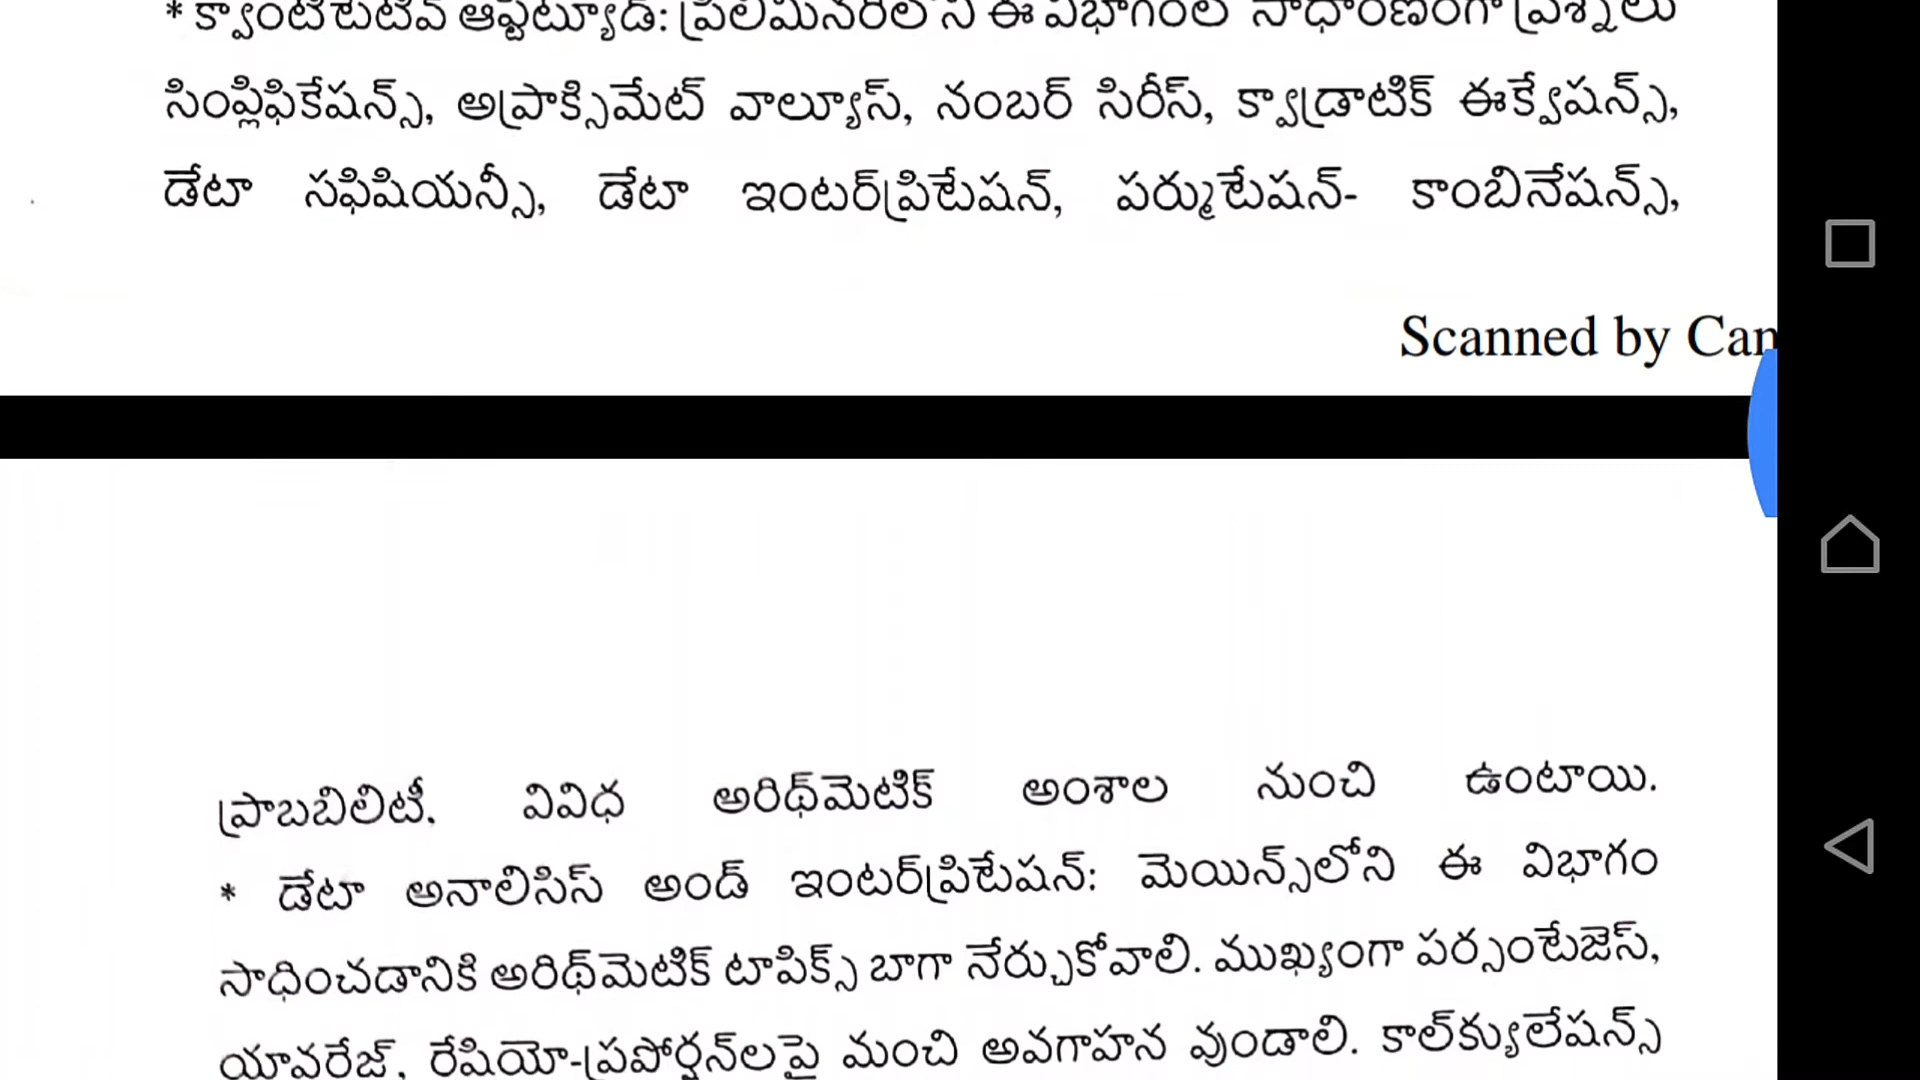 * క్వాంటిటేటివ్ ఆప్టిట్యూడ్: ప్రిలిమినరీలోని ఈ విభాగంలో సాధారణంగా ప్రశ్నలు
సింప్లిఫికేషన్స్, అప్రాక్సిమేట్ వాల్యూస్, నంబర్ సిరీస్, క్వాడ్రాటిక్ ఈక్వేషన్స్,
డేటా సఫిషియన్సీ, డేటా ఇంటర్‌ప్రిటేషన్, పర్ముటేషన్- కాంబినేషన్స్,
Scanned by Cam
ప్రాబబిలిటీ. వివిధ అరిథ్‌మెటిక్ అంశాల నుంచి ఉంటాయి.
* డేటా అనాలిసిస్ అండ్ ఇంటర్‌ప్రిటేషన్: మెయిన్స్‌లోని ఈ విభాగం
సాధించడానికి అరిథ్‌మెటిక్ టాపిక్స్ బాగా నేర్చుకోవాలి. ముఖ్యంగా పర్సంటేజెస్,
యావరేజ్, రేషియో-ప్రపోర్షన్‌లపై మంచి అవగాహన వుండాలి. కాల్‌క్యులేషన్స్